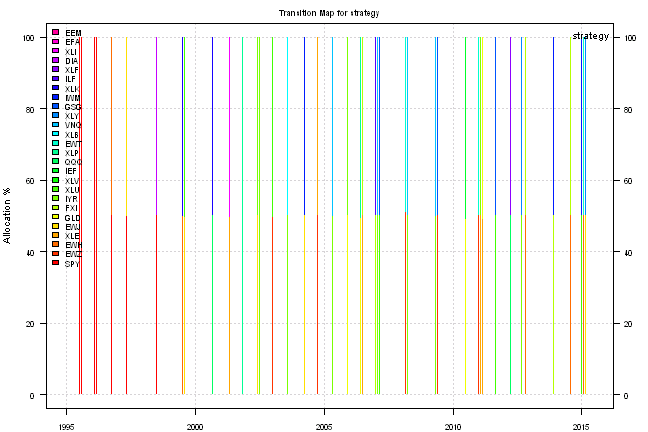 Transition Map for strategy
strategy
EEM
EFA
XLI
DIA
XLF
ILF
XLK
IWM
GSG
XLY
VNQ
XLB
EWT
XLP
QQQ
IEF
XLV
XLU
IYR
FXI
GLD
EWJ
XLE
EWH
EWZ
SPY
Allocation %
100
80
60
40
20
0
100
80
60
40
20
0
1995 2000 2005 2010 2015